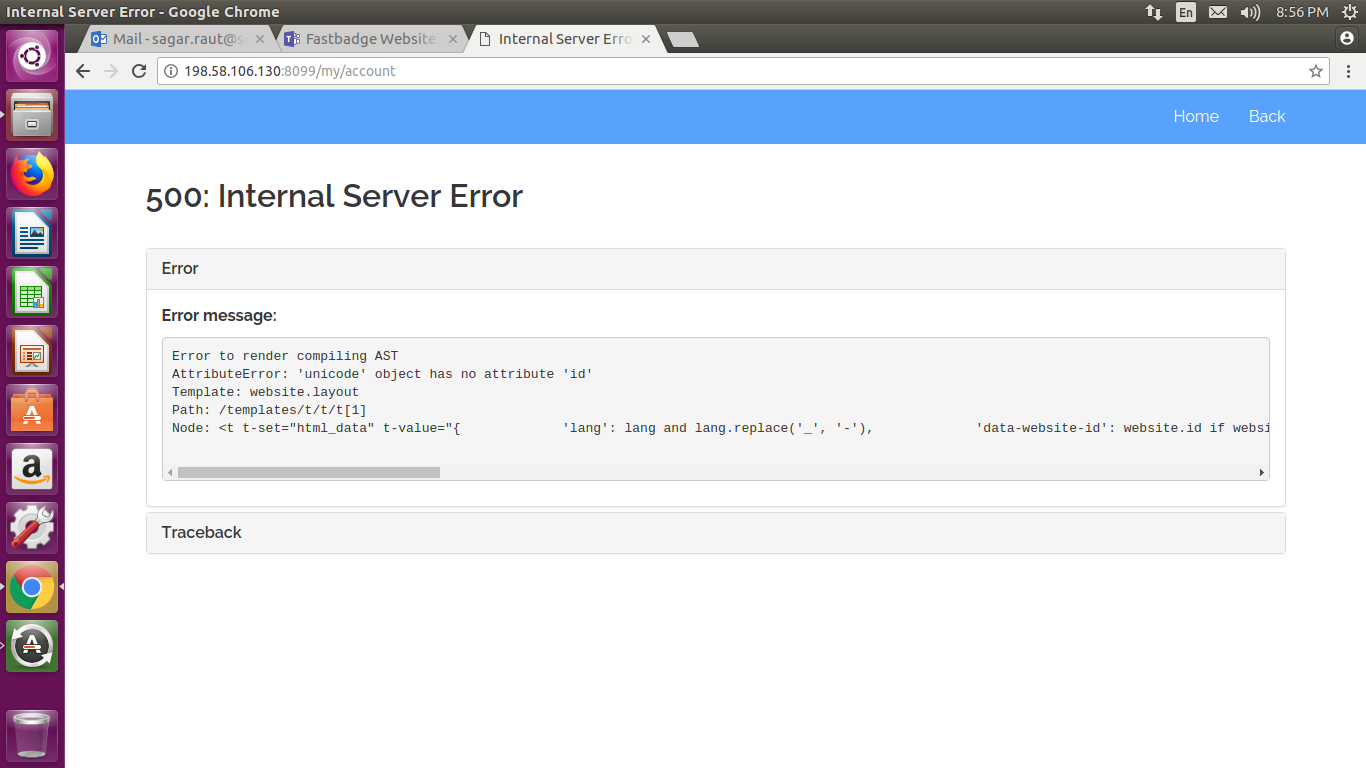 Internal Server Error - Google Chrome
En
8:56 PM
Mail - sagar.raut@s
Fastbadge Website
Internal Server Erro
198.58.106.130:8099/my/account
Home
Back
500: Internal Server Error
Error
Error message:
Error to render compiling AST
AttributeError: 'unicode' object has no attribute 'id'
Template: website.layout
Path: /templates/t/t/t[1]
Node: <t t-set="html_data" t-value="{ 'lang': lang and lang.replace('_', '-'), 'data-website-id': website.id if websi
Traceback